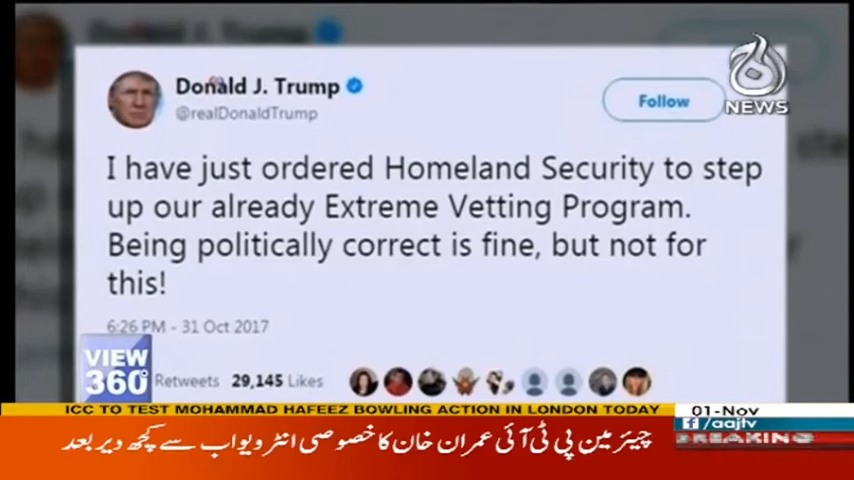 Donald J. Trump
@realDonaldTrump
Follow
آج
NEWS
I have just ordered Homeland Security to step
up our already Extreme Vetting Program.
Being politically correct is fine, but not for
this!
6:26 PM - 31 Oct 2017
VIEW
360°
Retweets 29,145 Likes
ICC TO TEST MOHAMMAD HAFEEZ BOWLING ACTION IN LONDON TODAY
01-Nov
f /aajtv
BREAKING
چیئرمین پی ٹی آئی عمران خان کا خصوصی انٹرویو اب سے کچھ دیر بعد